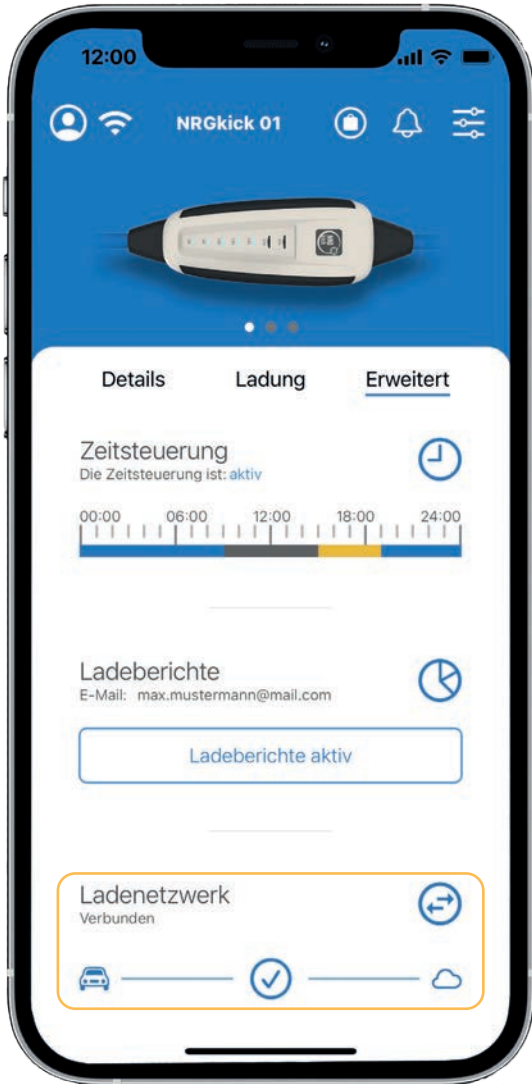 12:00
NRGkick 01
Details Ladung Erweitert
Zeitsteuerung
Die Zeitsteuerung ist: aktiv
00:00 06:00 12:00 18:00 24:00
Ladeberichte
E-Mail: max.mustermann@mail.com
Ladeberichte aktiv
Ladenetzwerk
Verbunden